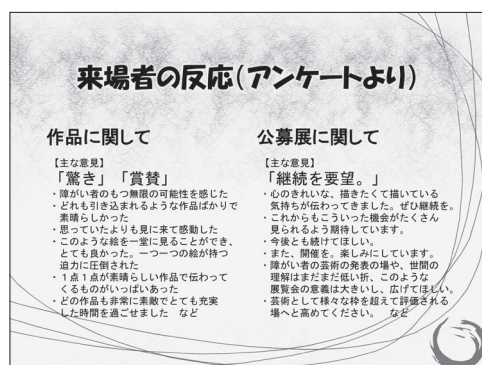 来場者の反応(アンケートより)
作品に関して
【主な意見】
「驚き」「賞賛」
・障がい者のもつ無限の可能性を感じた
・どれも引き込まれるような作品ばかりで
素晴らしかった
・思っていたよりも見に来て感動した
・このような絵を一堂に見ることができ、
とても良かった。一つ一つの絵が持つ
迫力に圧倒された
・1点1点が素晴らしい作品で伝わって
くるものがいっぱいあった
・どの作品も非常に素敵でとても充実
した時間を過ごせました　など
公募展に関して
【主な意見】
「継続を要望。」
・心のきれいな、描きたくて描いている
気持ちが伝わってきました。ぜひ継続を。
・これからもこういった機会がたくさん
見られるよう期待しています。
・今後とも続けてほしい。
・また、開催を。楽しみにしています。
・障がい者の芸術の発表の場や、世間の
理解はまだまだ低い折、このような
展覧会の意義は大きいし、広げてほしい。
・芸術として様々な枠を超えて評価される
場へと高めてください。　など